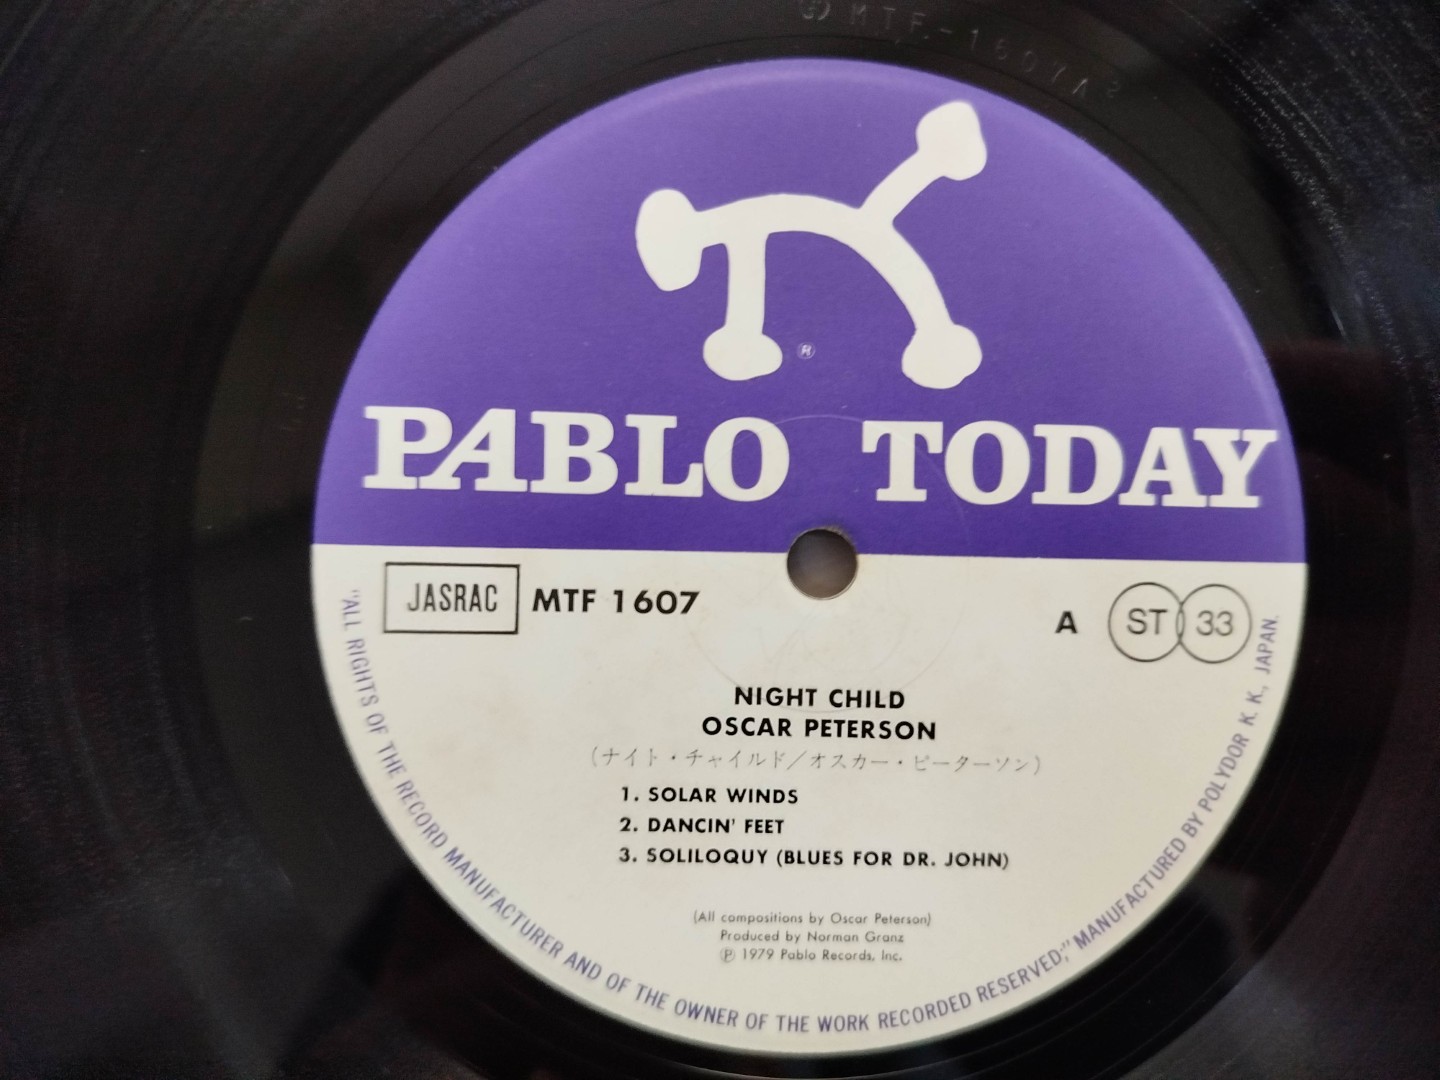 MTF-1607A
®
PABLO TODAY
JASRAC MTF 1607 A ST 33
NIGHT CHILD
OSCAR PETERSON
(ナイト・チャイルド/オスカー・ピーターソン)
1. SOLAR WINDS
2. DANCIN' FEET
3. SOLILOQUY (BLUES FOR DR. JOHN)
(All compositions by Oscar Peterson)
Produced by Norman Granz
℗ 1979 Pablo Records, Inc.
"ALL RIGHTS OF THE RECORD MANUFACTURER AND OF THE OWNER OF THE WORK RECORDED RESERVED;" MANUFACTURED BY POLYDOR K. K., JAPAN.